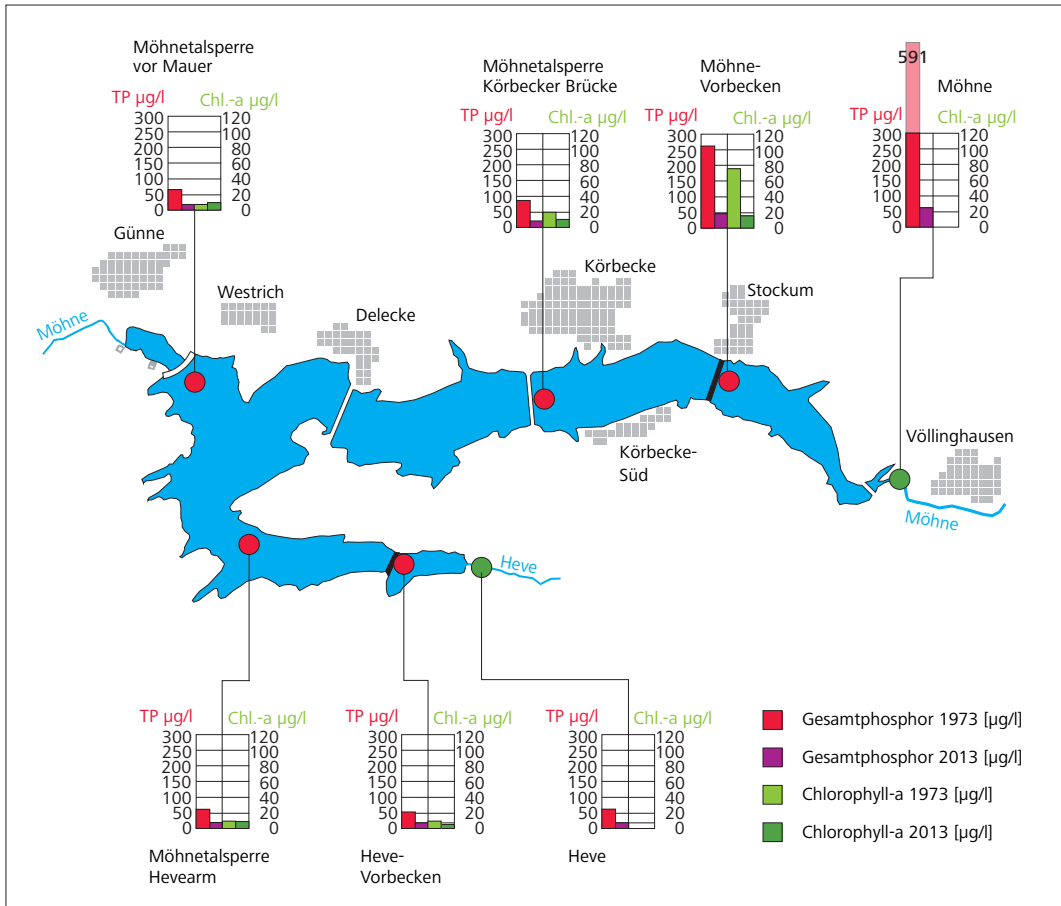 Möhnetalsperre
vor Mauer
TP µg/l
Chl.-a µg/l
300
250
200
150
100
50
0
120
100
80
60
40
20
0
Möhnetalsperre
Körbecker Brücke
TP µg/l
Chl.-a µg/l
300
250
200
150
100
50
0
120
100
80
60
40
20
0
Möhne-
Vorbecken
TP µg/l
Chl.-a µg/l
300
250
200
150
100
50
0
120
100
80
60
40
20
0
591
Möhne
TP µg/l
Chl.-a µg/l
300
250
200
150
100
50
0
120
100
80
60
40
20
0
Günne
Westrich
Delecke
Körbecke
Stockum
Möhne
Körbecke-
Süd
Völlinghausen
Möhne
Heve
TP µg/l
Chl.-a µg/l
300
250
200
150
100
50
0
120
100
80
60
40
20
0
Möhnetalsperre
Hevearm
TP µg/l
Chl.-a µg/l
300
250
200
150
100
50
0
120
100
80
60
40
20
0
Heve-
Vorbecken
TP µg/l
Chl.-a µg/l
300
250
200
150
100
50
0
120
100
80
60
40
20
0
Heve
Gesamtphosphor 1973 [µg/l]
Gesamtphosphor 2013 [µg/l]
Chlorophyll-a 1973 [µg/l]
Chlorophyll-a 2013 [µg/l]